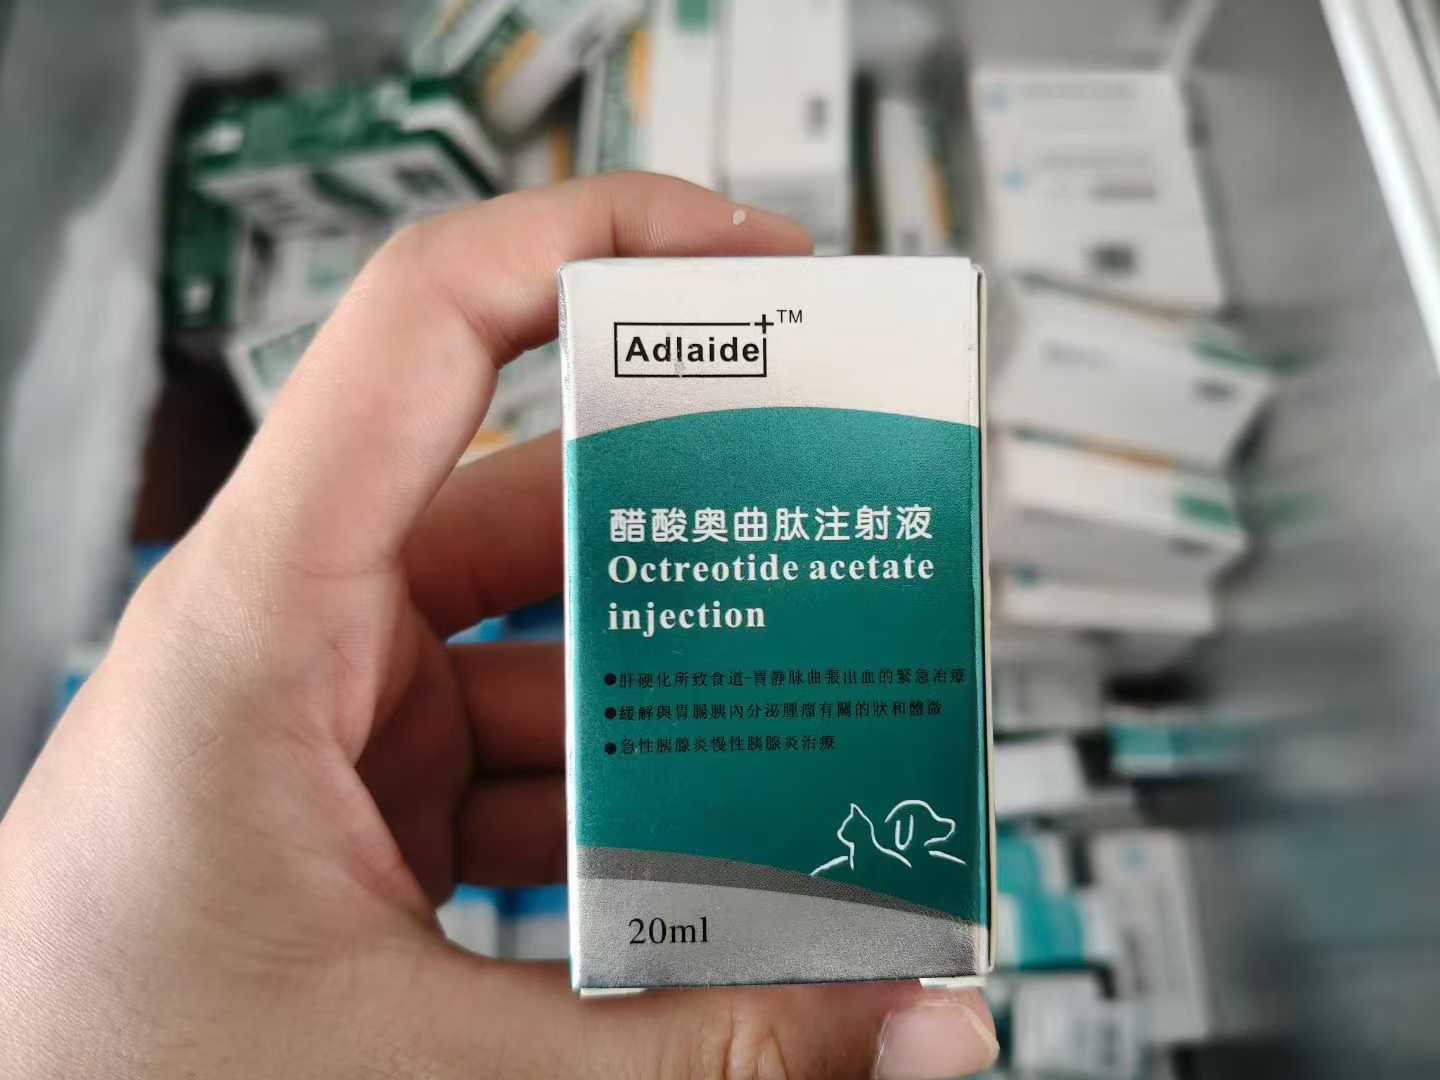 Adlaide+™
醋酸奥曲肽注射液
Octreotide acetate
injection
●肝硬化所致食道-胃静脉曲張出血的緊急治療
●緩解與胃腸胰內分泌腫瘤有關的狀和體徵
●急性胰腺炎慢性胰腺炎治療
20ml